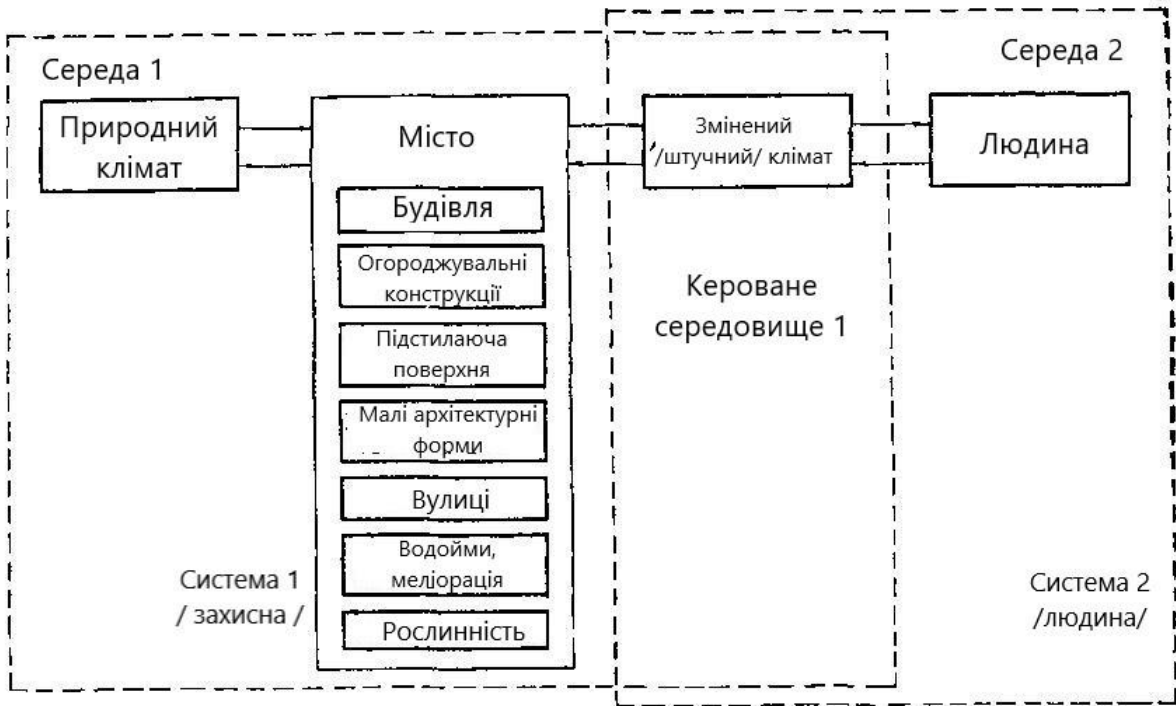 Середа 1
Середа 2
Природний
клімат
Місто
Змінений
/штучний/ клімат
Людина
Будівля
Огороджувальні
конструкції
Підстилаюча
поверхня
Малі архітектурні
форми
Вулиці
Водойми,
меліорація
Рослинність
Кероване
середовище 1
Система 1
/ захисна /
Система 2
/людина/